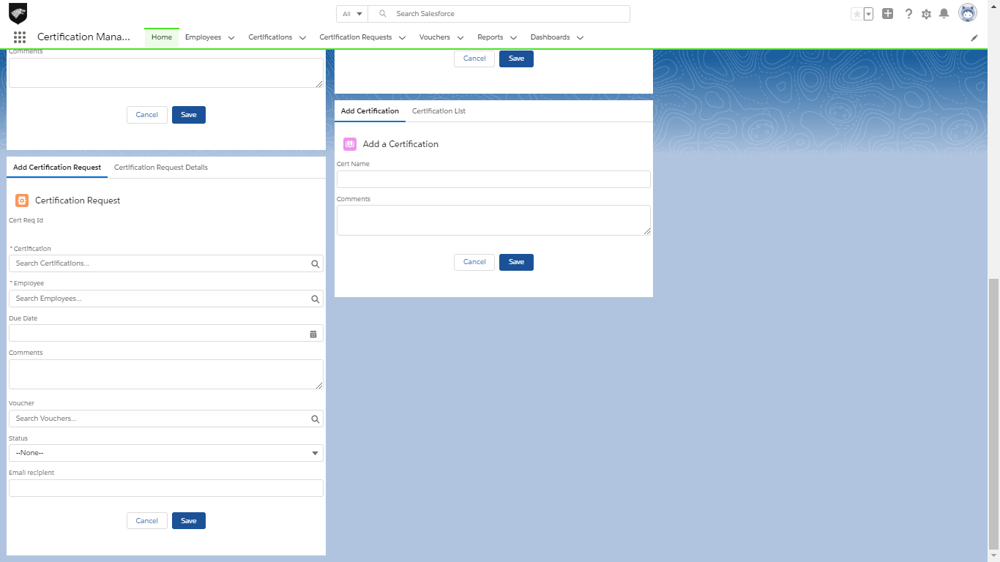 All
Search Salesforce
Certification Mana...
Home
Employees
Certifications
Certification Requests
Vouchers
Reports
Dashboards
Comments
Cancel
Save
Cancel
Save
Add Certification Request
Certification Request Details
Certification Request
Cert Req Id
* Certification
Search Certifications...
* Employee
Search Employees...
Due Date
Comments
Voucher
Search Vouchers...
Status
--None--
Email recipient
Cancel
Save
Add Certification
Certification List
Add a Certification
Cert Name
Comments
Cancel
Save